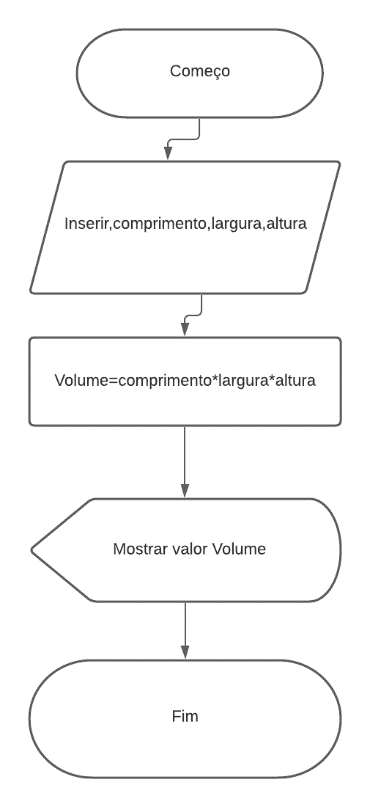 Começo
Inserir,comprimento,largura,altura
Volume=comprimento*largura*altura
Mostrar valor Volume
Fim